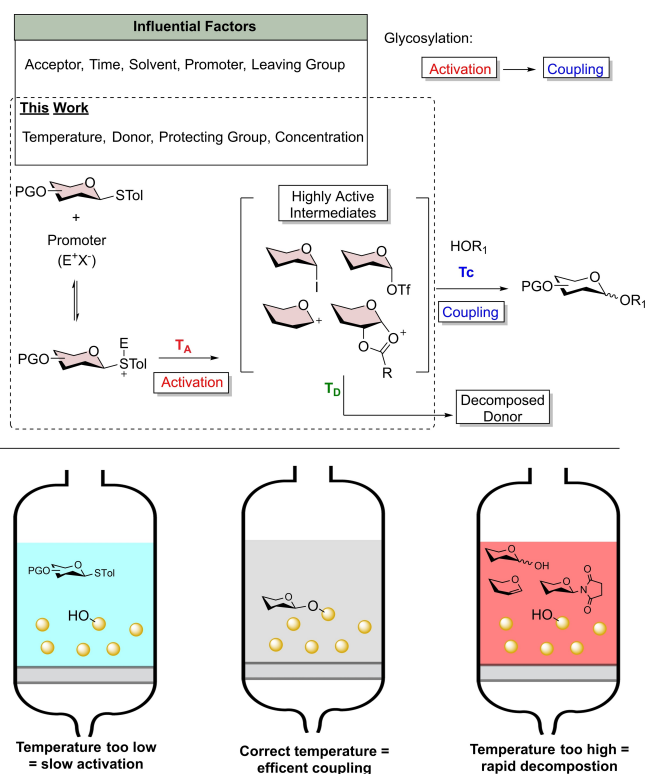 Influential Factors
Acceptor, Time, Solvent, Promoter, Leaving Group
This Work
Temperature, Donor, Protecting Group, Concentration
Glycosylation:
Activation
Coupling
PGO
O
STol
+
Promoter
(E+X-)
PGO
O
E
S
Tol
+
TA
Activation
Highly Active
Intermediates
O
I
O
OTf
O
+
O
O
O
+
R
TD
HOR1
Tc
Coupling
PGO
O
OR1
Decomposed
Donor
PGO
O
STol
HO
O
O
O
OH
O
O
N
O
O
HO
Temperature too low
= slow activation
Correct temperature =
efficent coupling
Temperature too high =
rapid decompostion